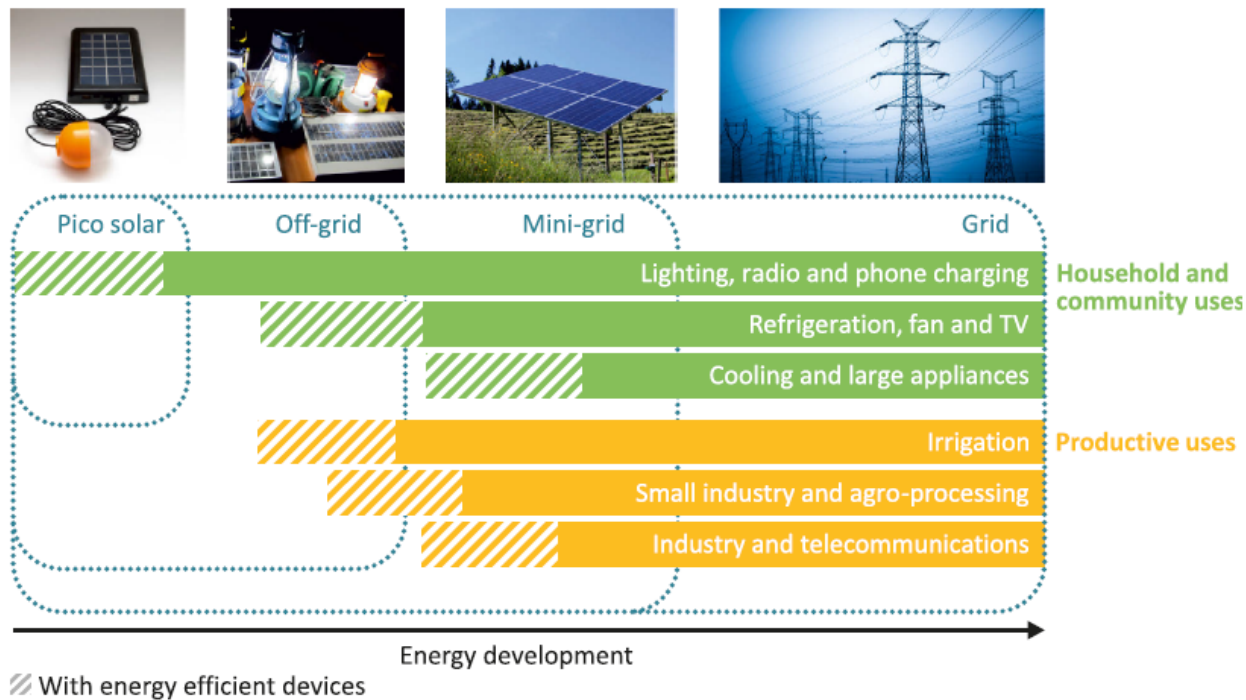 Pico solar
Off-grid
Mini-grid
Grid
Lighting, radio and phone charging
Household and
community uses
Refrigeration, fan and TV
Cooling and large appliances
Irrigation
Productive uses
Small industry and agro-processing
Industry and telecommunications
Energy development
With energy efficient devices